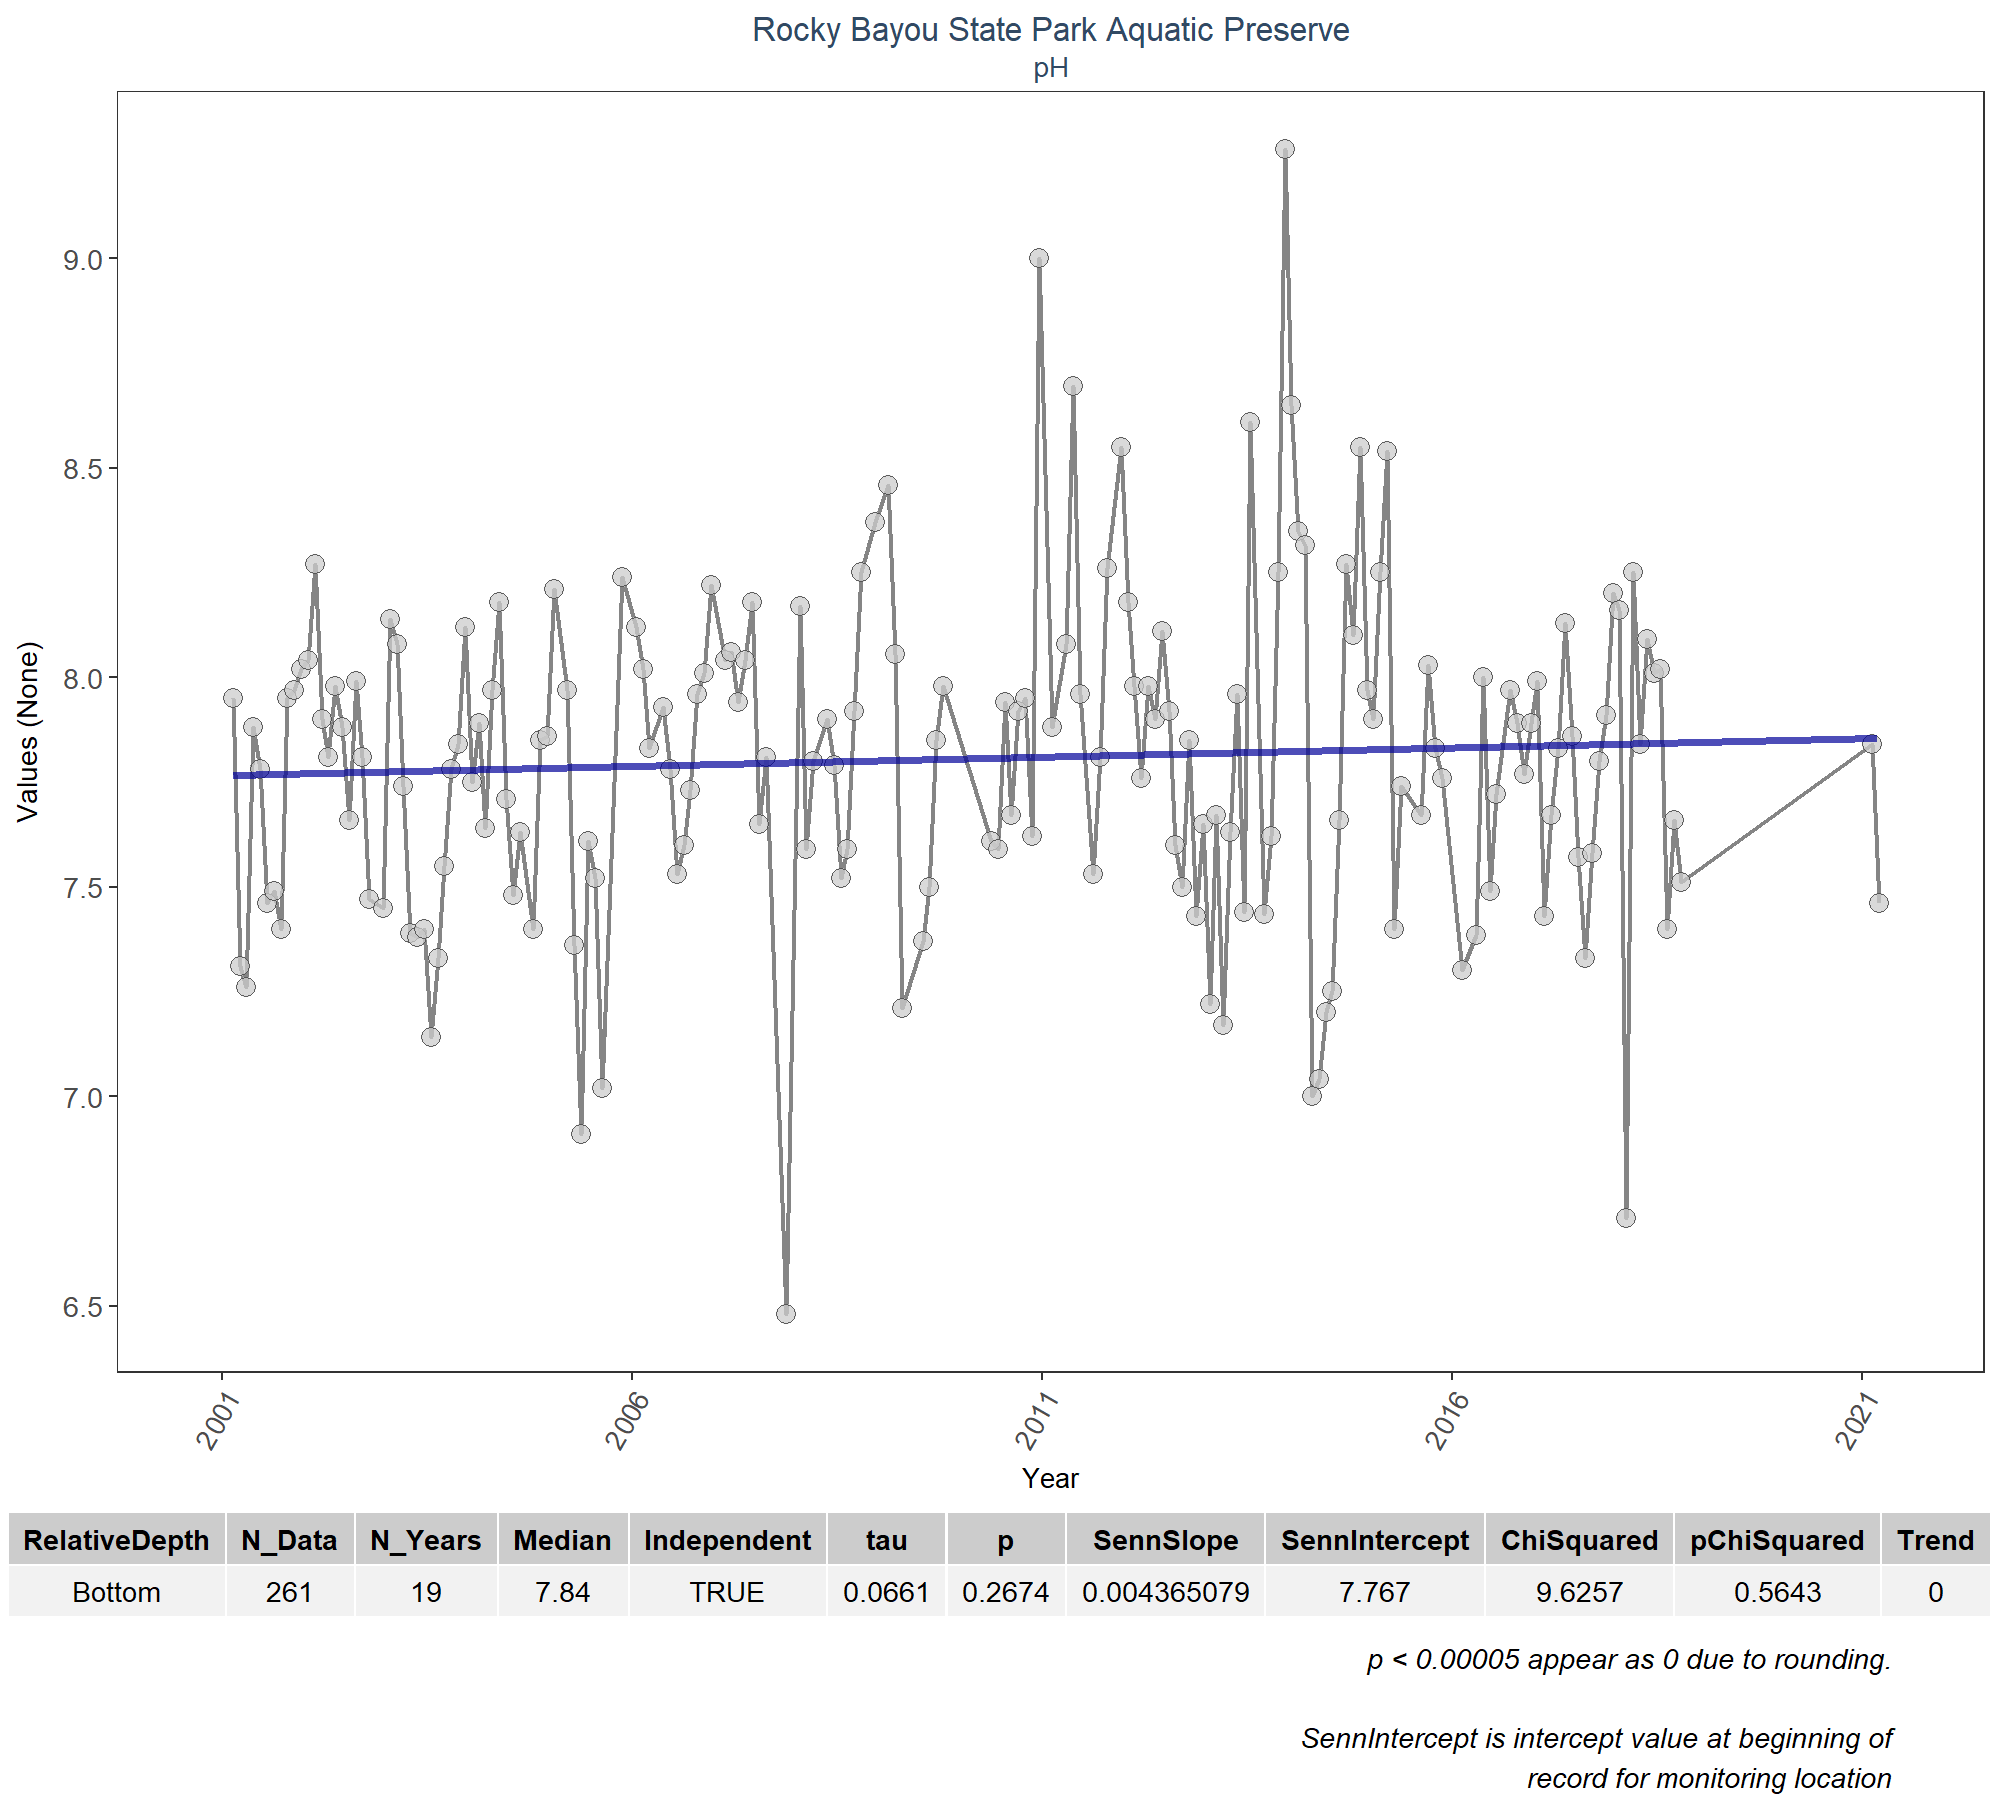 Rocky Bayou State Park Aquatic Preserve
pH
Values (None)
9.0
8.5
8.0
7.5
7.0
6.5
2001 2006 2011 2016 2021
Year
RelativeDepth N_Data N_Years Median Independent tau p SennSlope SennIntercept ChiSquared pChiSquared Trend
Bottom 261 19 7.84 TRUE 0.0661 0.2674 0.004365079 7.767 9.6257 0.5643 0
p < 0.00005 appear as 0 due to rounding.
SennIntercept is intercept value at beginning of
record for monitoring location